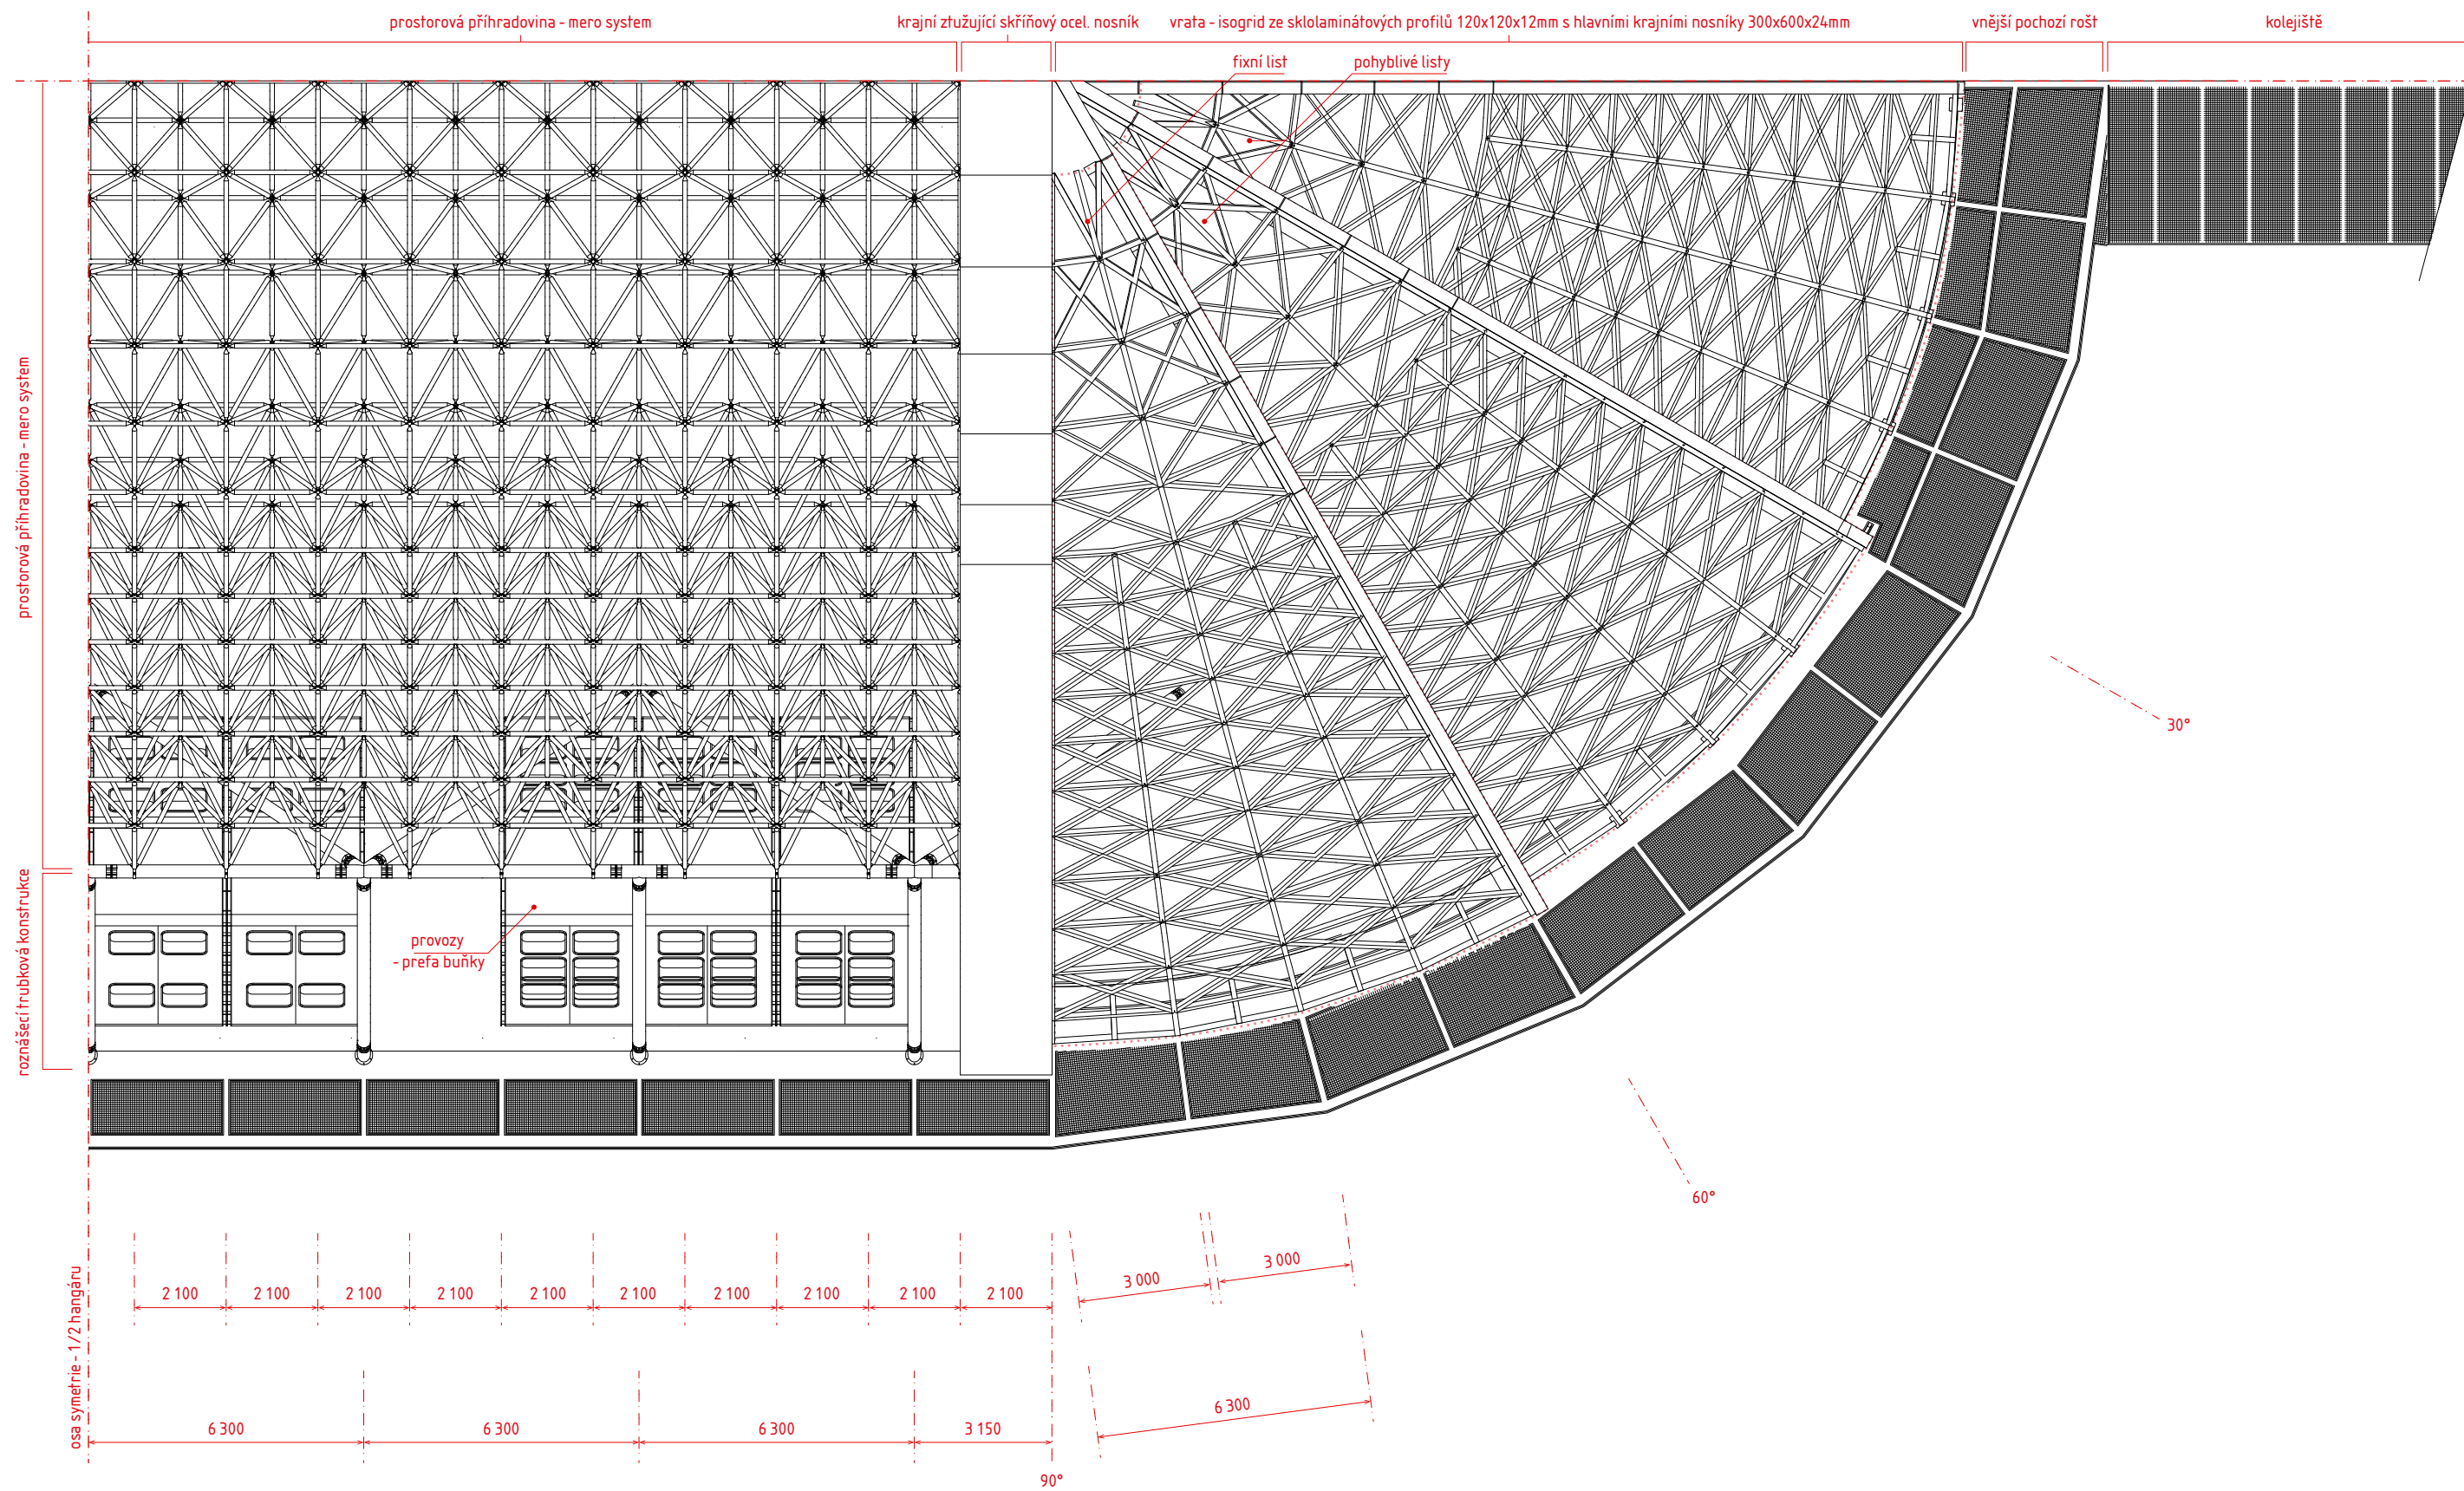 prostorová příhradovina - mero system
krajní ztužující skříňový ocel. nosník
vrata - isogrid ze sklolaminátových profilů 120x120x12mm s hlavními krajními nosníky 300x600x24mm
vnější pochozí rošt
kolejiště
fixní list
pohyblivé listy
prostorová příhradovina - mero system
roznášecí trubková konstrukce
provozy
- prefa buňky
30°
60°
osa symetrie - 1/2 hangáru
2 100
2 100
2 100
2 100
2 100
2 100
2 100
2 100
2 100
2 100
3 000
3 000
6 300
6 300
6 300
3 150
6 300
90°